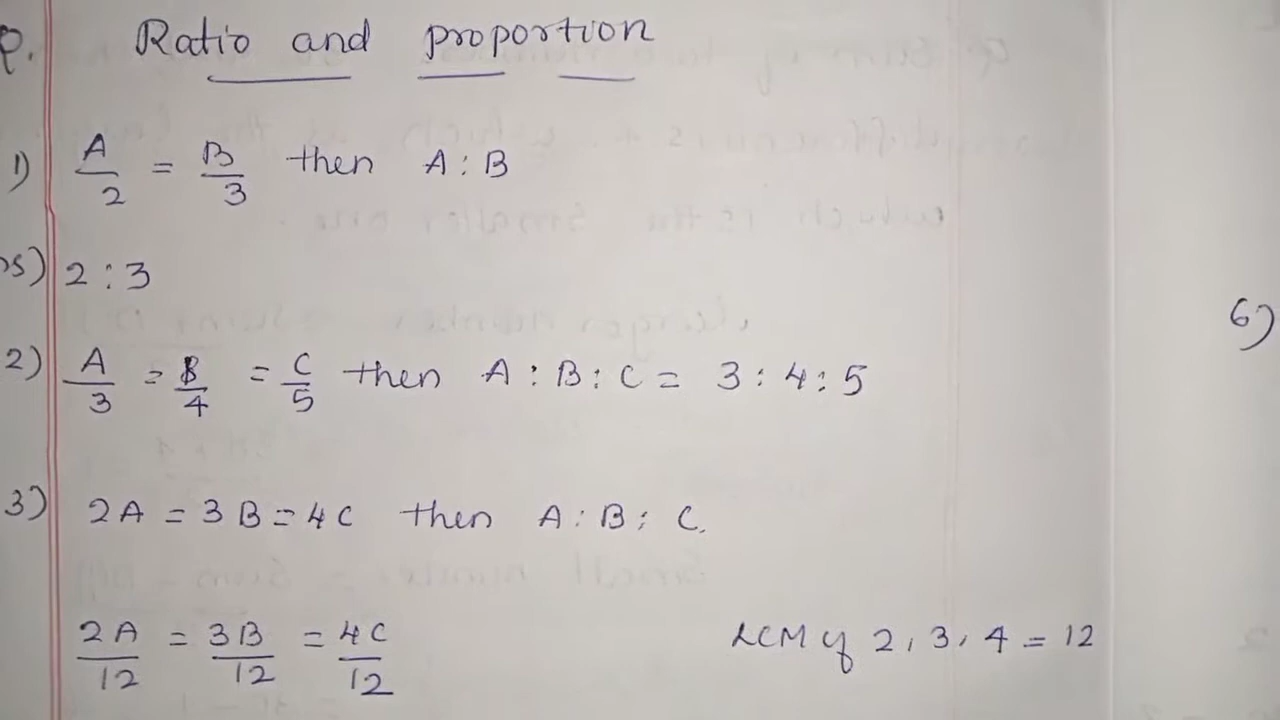 Ratio and proportion
1) A/2 = B/3 then A : B
s) 2 : 3
2) A/3 = B/4 = C/5 then A : B : C = 3 : 4 : 5
6)
3) 2A = 3B = 4C then A : B : C.
2A/12 = 3B/12 = 4C/12 LCM of 2, 3, 4 = 12